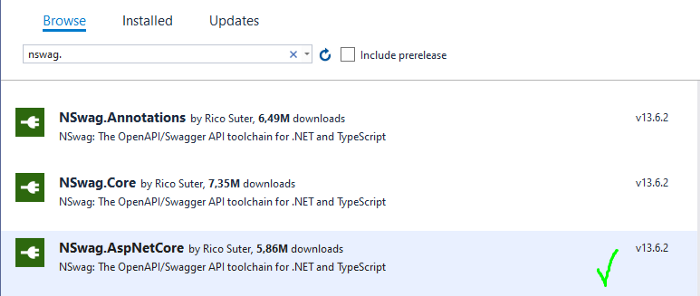 Browse Installed Updates
nswag.
Include prerelease
NSwag.Annotations by Rico Suter, 6,49M downloads v13.6.2
NSwag: The OpenAPI/Swagger API toolchain for .NET and TypeScript
NSwag.Core by Rico Suter, 7,35M downloads v13.6.2
NSwag: The OpenAPI/Swagger API toolchain for .NET and TypeScript
NSwag.AspNetCore by Rico Suter, 5,86M downloads v13.6.2
NSwag: The OpenAPI/Swagger API toolchain for .NET and TypeScript